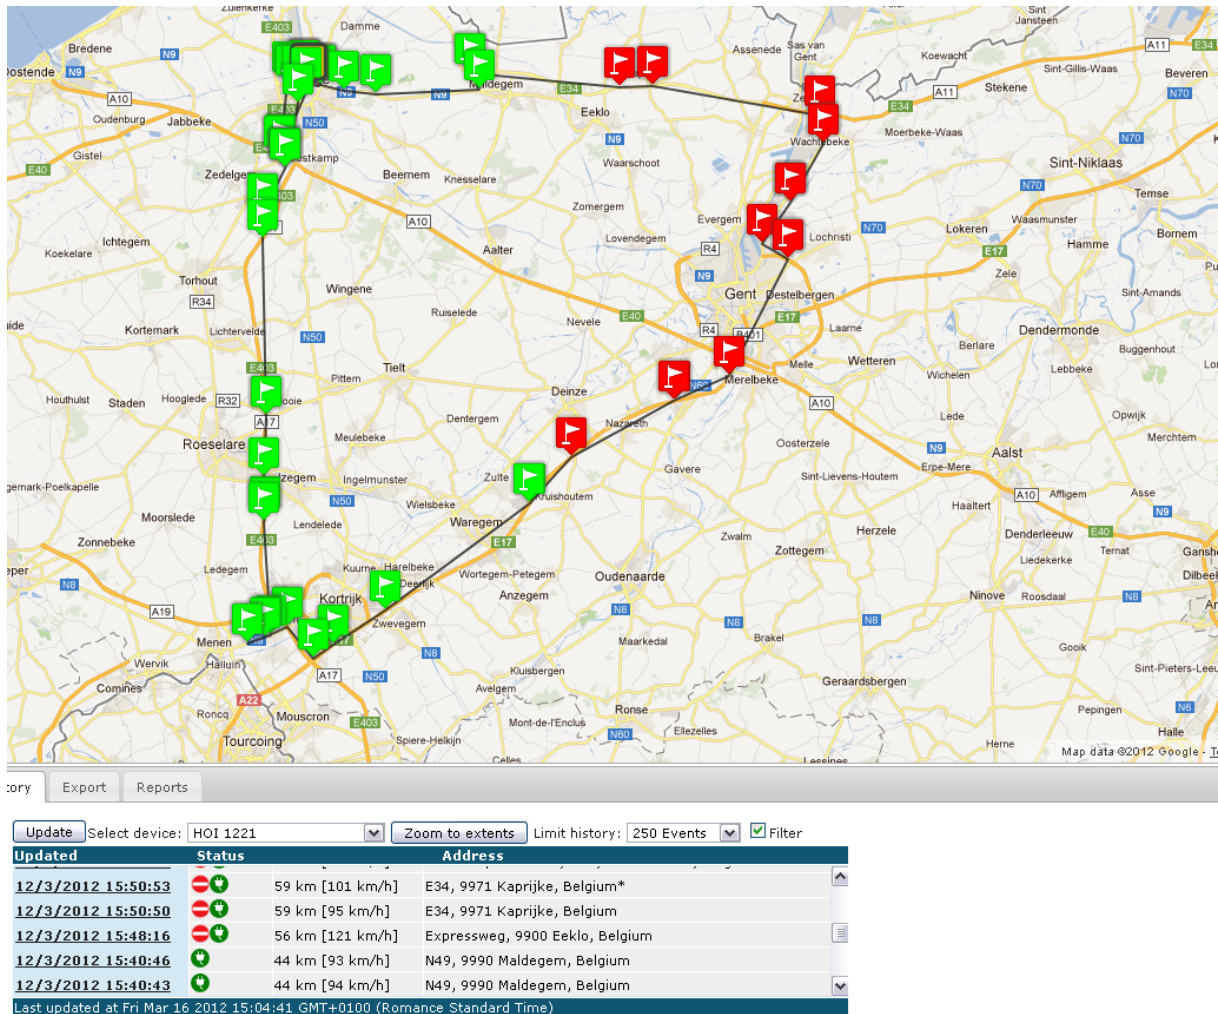 Zuienkerke
Damme
E403
Sint Jansteen
Bredene
N9
Assenede
Sas van Gent
Koewacht
A11
E34
Oostende
N9
Sint-Gillis-Waas
Beveren
Maldegem
E34
Stekene
A10
N9
N9
A11
N70
Oudenburg
Jabbeke
E403
N50
Eeklo
E34
Moerbeke-Waas
N9
Wachtebeke
N70
Gistel
Oostkamp
Waarschoot
Sint-Niklaas
E40
Zedelgem
Beernem
Knesselare
N70
Temse
Zomergem
Evergem
Waasmunster
A10
Lovendegem
Lochristi
N70
Lokeren
Bornem
Ichtegem
Koekelare
Aalter
R4
E17
Hamme
Torhout
N9
Zele
R34
Wingene
Gent
Destelbergen
Sint-Amands
Ruiselede
Nevele
E40
E17
Kortemark
Lichtervelde
N50
R4
Laarne
Dendermonde
Berlare
Buggenhout
E403
Tielt
Melle
Wetteren
Pittem
N60
Merelbeke
Wichelen
Lebbeke
Houthulst
Staden
Hooglede
R32
Deinze
A10
A17
Dentergem
Nazareth
Lede
Opwijk
Roeselare
Meulebeke
Oosterzele
N9
Aalst
Merchtem
Ingelmunster
Zulte
Gavere
Sint-Lievens-Houtem
Erpe-Mere
N50
Wielsbeke
Kruishoutem
A10
Affligem
Asse
Moorslede
Lendelede
Waregem
Haaltert
N9
Zonnebeke
E403
E17
Zwalm
Herzele
Denderleeuw
E40
Ternat
Zottegem
Ledegem
Kuurne
Harelbeke
Wortegem-Petegem
Oudenaarde
Liedekerke
N8
Deerlijk
Anzegem
Ninove
Roosdaal
N8
A19
Kortrijk
N8
Zwevegem
N8
Menen
E17
Maarkedal
Brakel
Gooik
Wervik
Halluin
A17
N50
N8
Kluisbergen
Comines
Geraardsbergen
A22
Avelgem
Roncq
Mouscron
Ronse
Pepingen
N6
E403
Mont-de-l'Enclus
N60
Ellezelles
Halle
Tourcoing
Spiere-Helkijn
Herne
Celles
Lessines
Map data ©2012 Google -
Export Reports
Update Select device: HOI 1221 Zoom to extents Limit history: 250 Events Filter
Updated Status Address
12/3/2012 15:50:53 59 km [101 km/h] E34, 9971 Kaprijke, Belgium*
12/3/2012 15:50:50 59 km [95 km/h] E34, 9971 Kaprijke, Belgium
12/3/2012 15:48:16 56 km [121 km/h] Expressweg, 9900 Eeklo, Belgium
12/3/2012 15:40:46 44 km [93 km/h] N49, 9990 Maldegem, Belgium
12/3/2012 15:40:43 44 km [94 km/h] N49, 9990 Maldegem, Belgium
Last updated at Fri Mar 16 2012 15:04:41 GMT+0100 (Romance Standard Time)